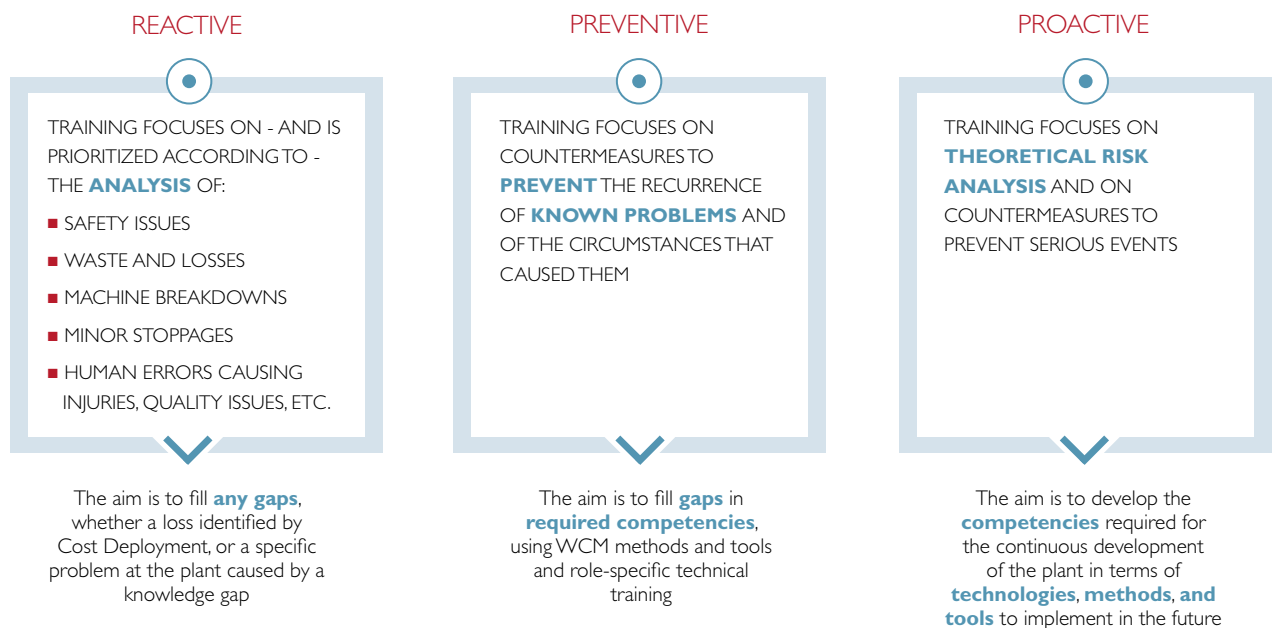 REACTIVE
TRAINING FOCUSES ON - AND IS
PRIORITIZED ACCORDING TO -
THE ANALYSIS OF:
■ SAFETY ISSUES
■ WASTE AND LOSSES
■ MACHINE BREAKDOWNS
■ MINOR STOPPAGES
■ HUMAN ERRORS CAUSING
INJURIES, QUALITY ISSUES, ETC.
The aim is to fill any gaps,
whether a loss identified by
Cost Deployment, or a specific
problem at the plant caused by a
knowledge gap
PREVENTIVE
TRAINING FOCUSES ON
COUNTERMEASURES TO
PREVENT THE RECURRENCE
OF KNOWN PROBLEMS AND
OF THE CIRCUMSTANCES THAT
CAUSED THEM
The aim is to fill gaps in
required competencies,
using WCM methods and tools
and role-specific technical
training
PROACTIVE
TRAINING FOCUSES ON
THEORETICAL RISK
ANALYSIS AND ON
COUNTERMEASURES TO
PREVENT SERIOUS EVENTS
The aim is to develop the
competencies required for
the continuous development
of the plant in terms of
technologies, methods, and
tools to implement in the future